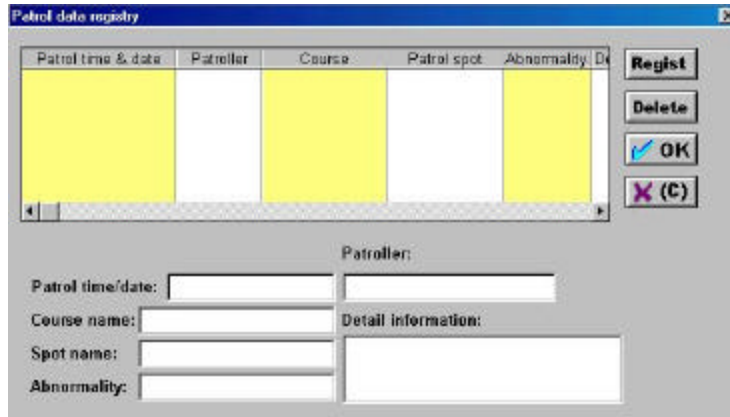 Patrol data registry
Patrol time & date Patroller Course Patrol spot Abnormality De
Regist
Delete
OK
(C)
Patroller:
Patrol time/date:
Course name: Detail information:
Spot name:
Abnormality: